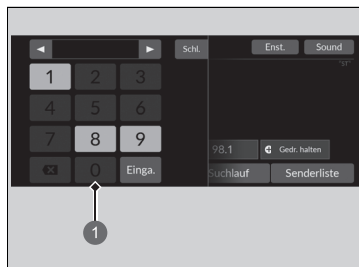 Schl.
Enst.
Sound
"ST"
1 2 3
4 5 6
7 8 9
0 Einga.
98.1
Gedr. halten
Suchlauf
Senderliste
1